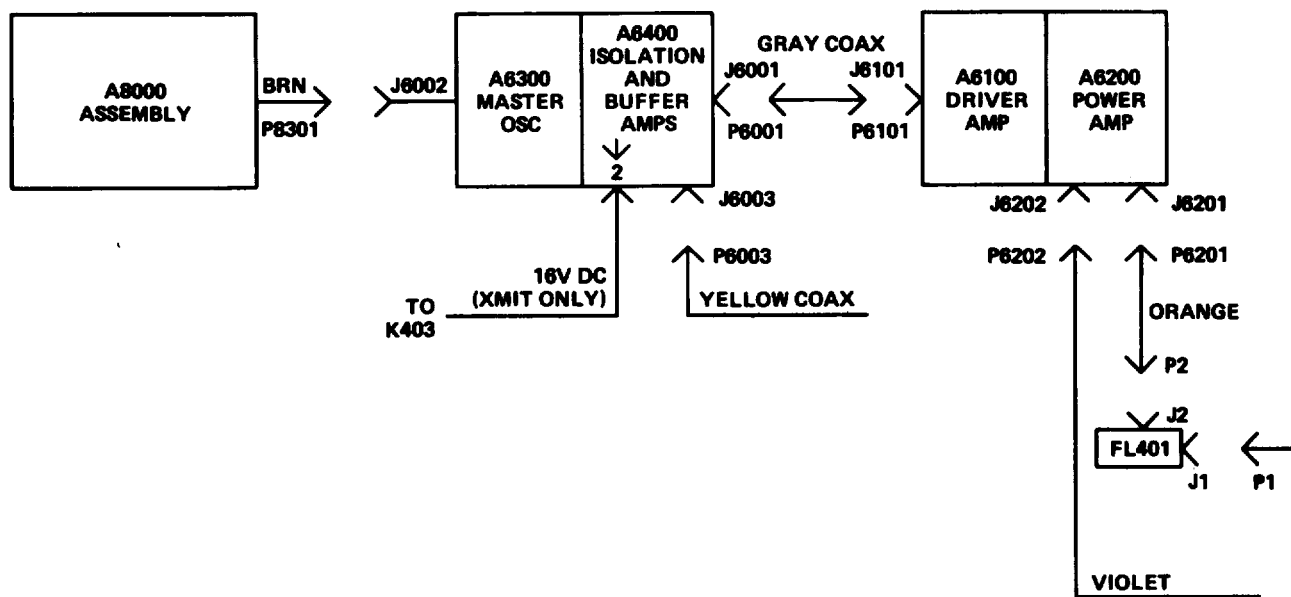 A8000
ASSEMBLY
BRN
P8301
J6002
A6300
MASTER
OSC
A6400
ISOLATION
AND
BUFFER
AMPS
2
GRAY COAX
J6001
J6101
P6001
P6101
A6100
DRIVER
AMP
A6200
POWER
AMP
J6003
P6003
16V DC
(XMIT ONLY)
TO
K403
YELLOW COAX
J6202
J6201
P6202
P6201
ORANGE
P2
J2
FL401
J1
P1
VIOLET